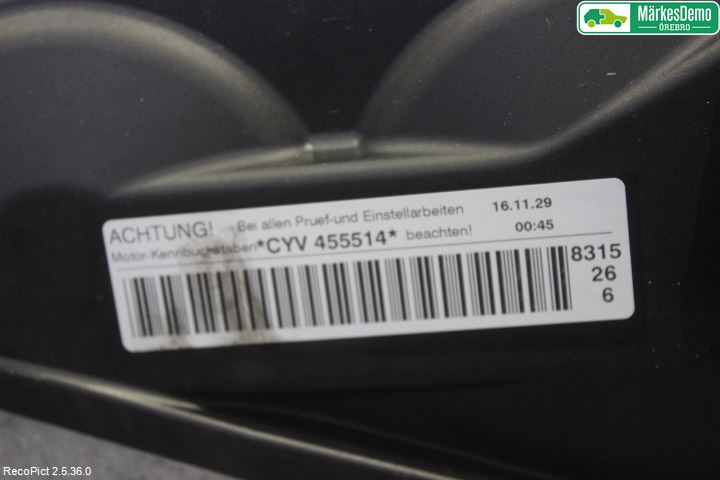 MärkesDemo
ÖREBRO
ACHTUNG! Bei allen Pruef-und Einstellarbeiten 16.11.29
Motor-Kennbuchstaben *CYV 455514* beachten! 00:45
8315
26
6
RecoPict 2.5.36.0